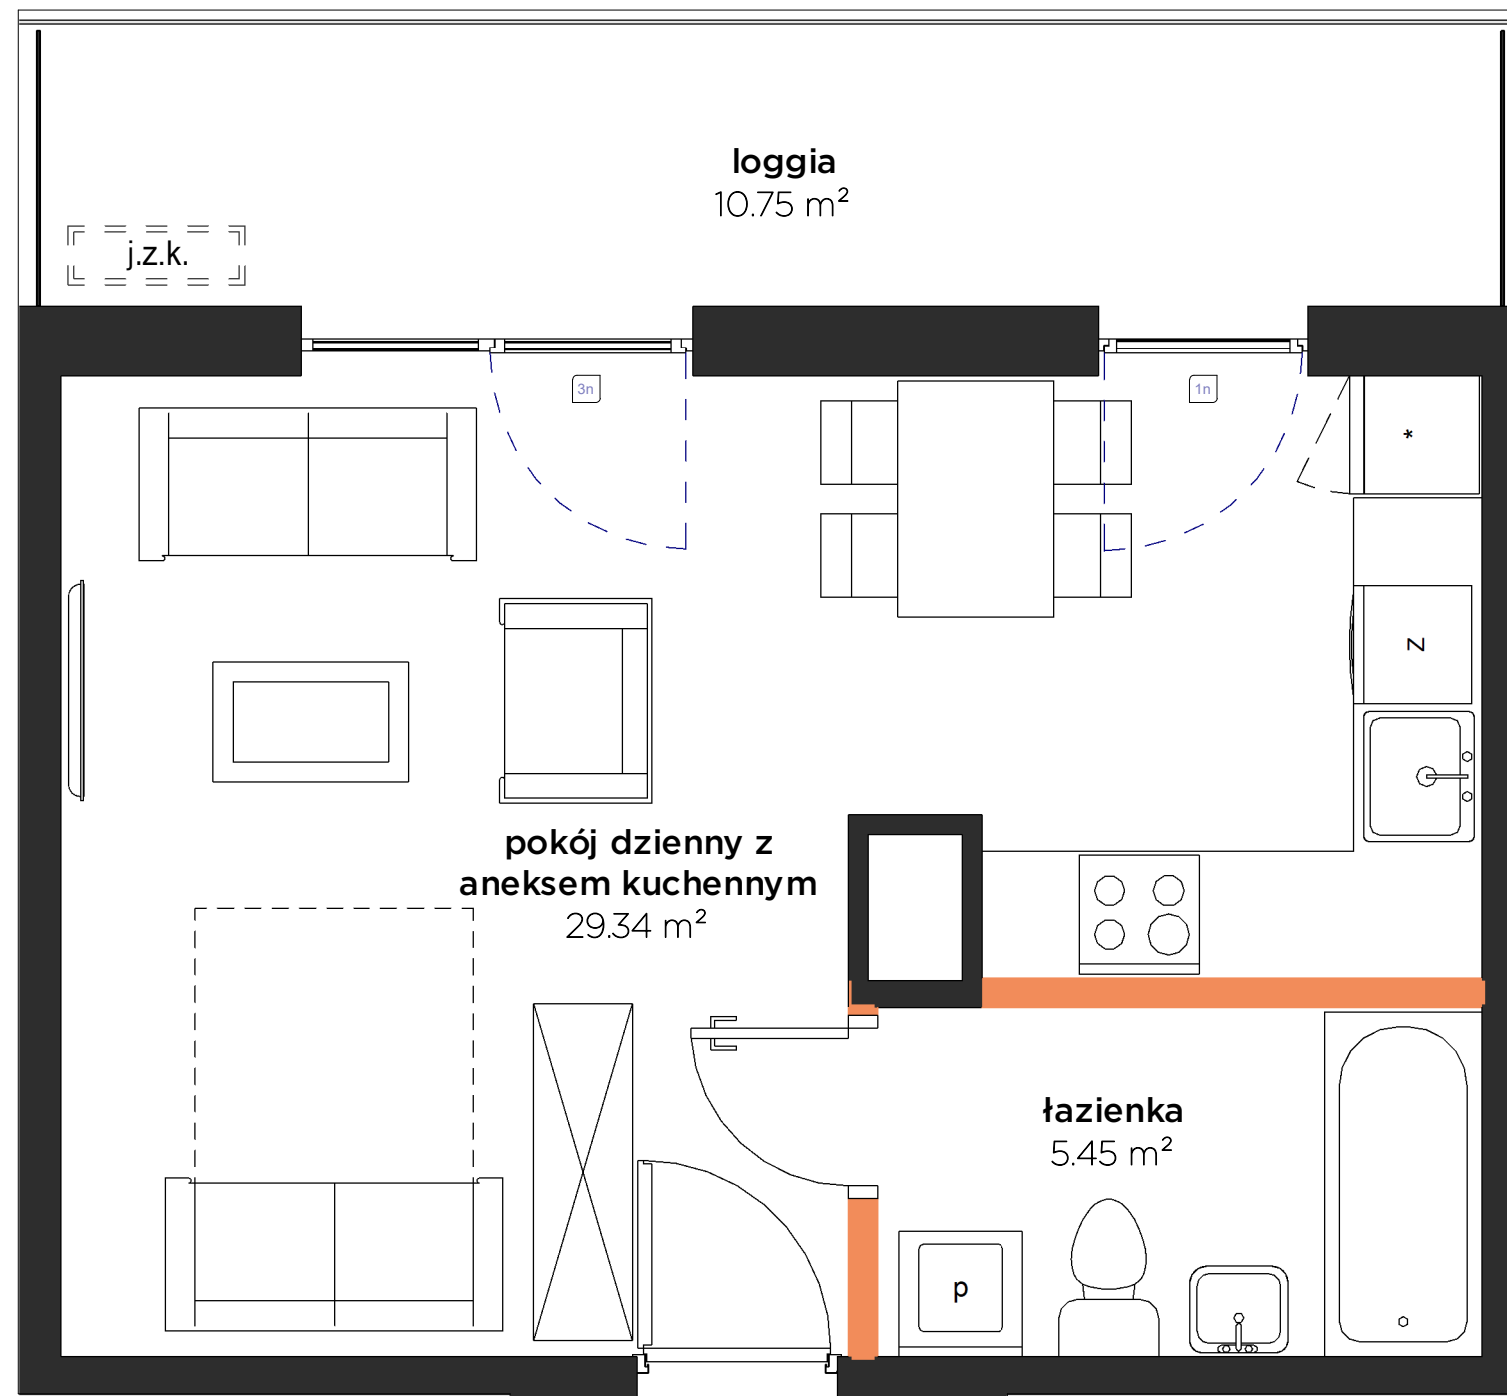 loggia
10.75 m²
j.z.k.
3n
1n
*
Z
pokój dzienny z
aneksem kuchennym
29.34 m²
łazienka
5.45 m²
p